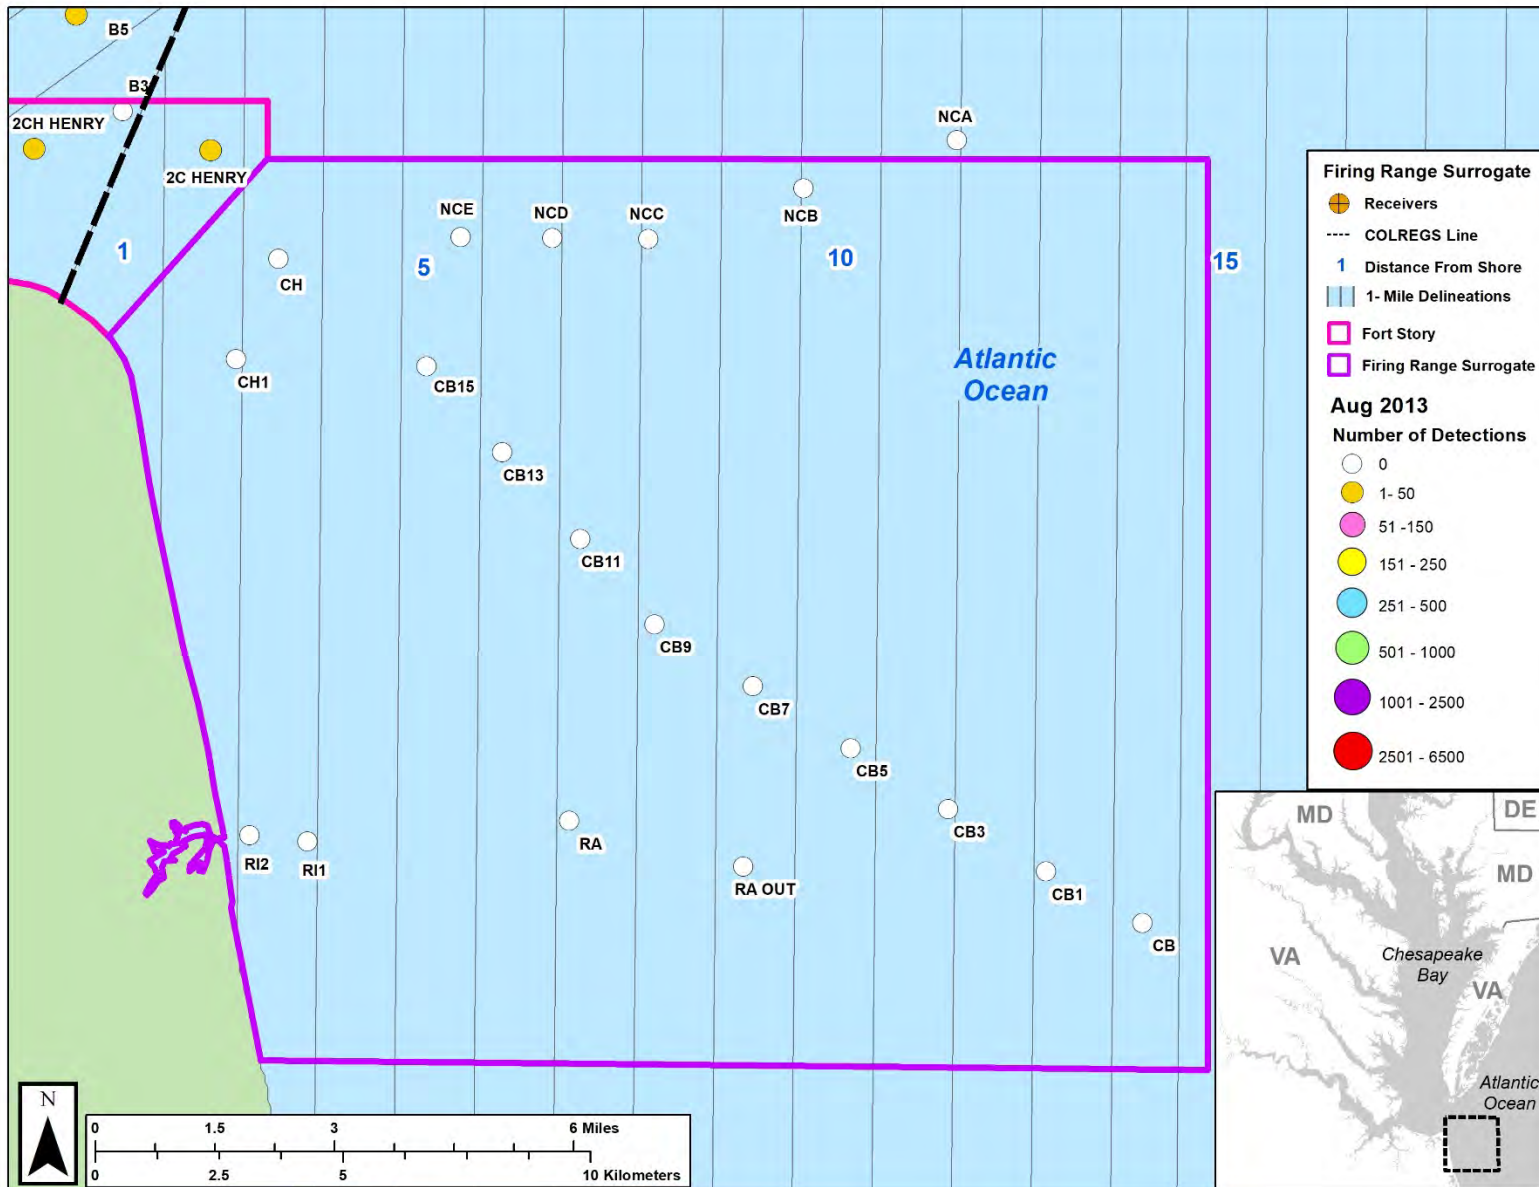 B5
B3
2CH HENRY
2C HENRY
NCA
NCE
NCD
NCC
NCB
1
5
10
15
CH
CH1
CB15
Atlantic
Ocean
CB13
CB11
CB9
CB7
CB5
CB3
CB1
CB
RI2
RI1
RA
RA OUT
Firing Range Surrogate
Receivers
COLREGS Line
1 Distance From Shore
1- Mile Delineations
Fort Story
Firing Range Surrogate
Aug 2013
Number of Detections
0
1- 50
51 -150
151 - 250
251 - 500
501 - 1000
1001 - 2500
2501 - 6500
MD
DE
MD
VA
Chesapeake
Bay
VA
Atlantic
Ocean
N
0 1.5 3 6 Miles
0 2.5 5 10 Kilometers